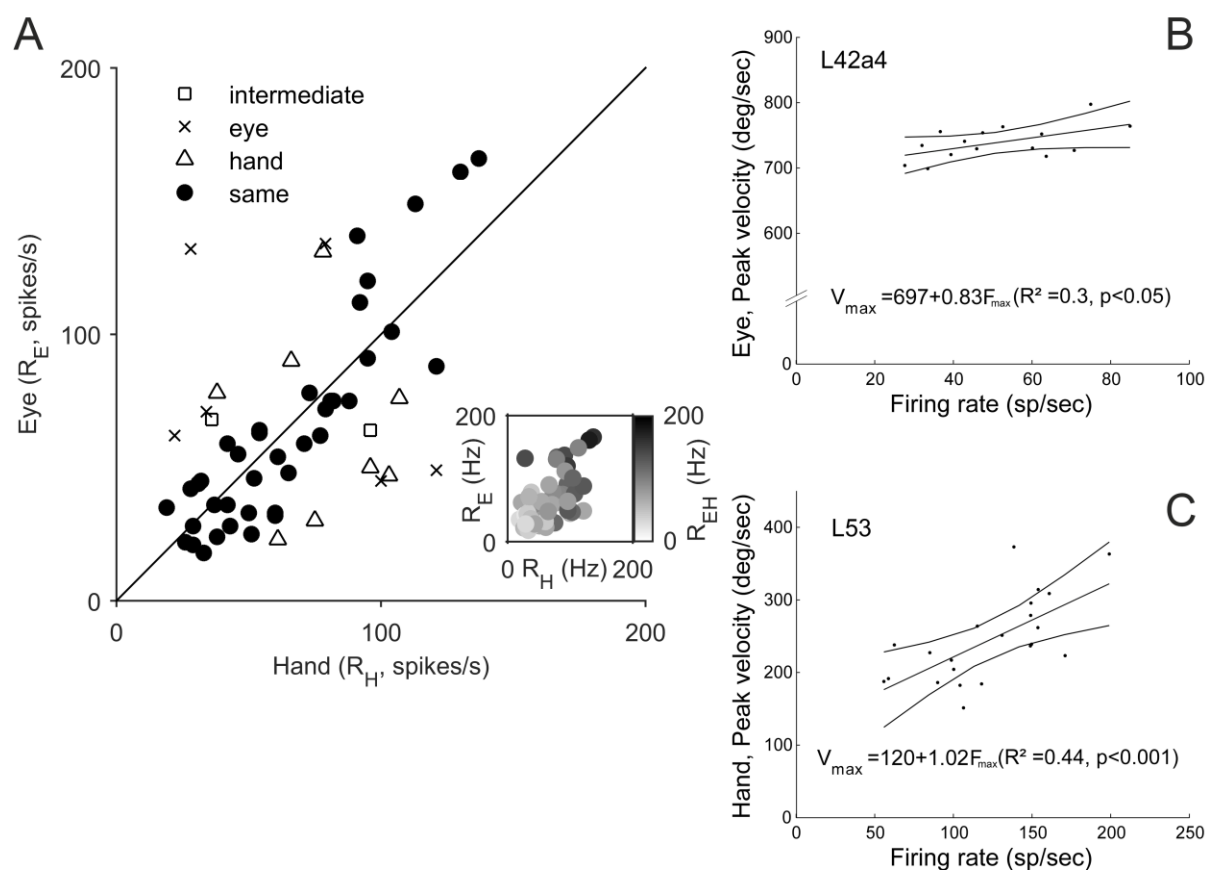 A
200
100
0
0
100
200
Eye (R_E, spikes/s)
Hand (R_H, spikes/s)
intermediate
eye
hand
same
200
0
R_E (Hz)
0 R_H (Hz) 200
200
0
R_EH (Hz)
B
L42a4
900
800
700
600
0
Eye, Peak velocity (deg/sec)
V_max =697+0.83F_max (R² =0.3, p<0.05)
0 20 40 60 80 100
Firing rate (sp/sec)
C
L53
400
300
200
100
0
Hand, Peak velocity (deg/sec)
V_max =120+1.02F_max (R² =0.44, p<0.001)
0 50 100 150 200 250
Firing rate (sp/sec)